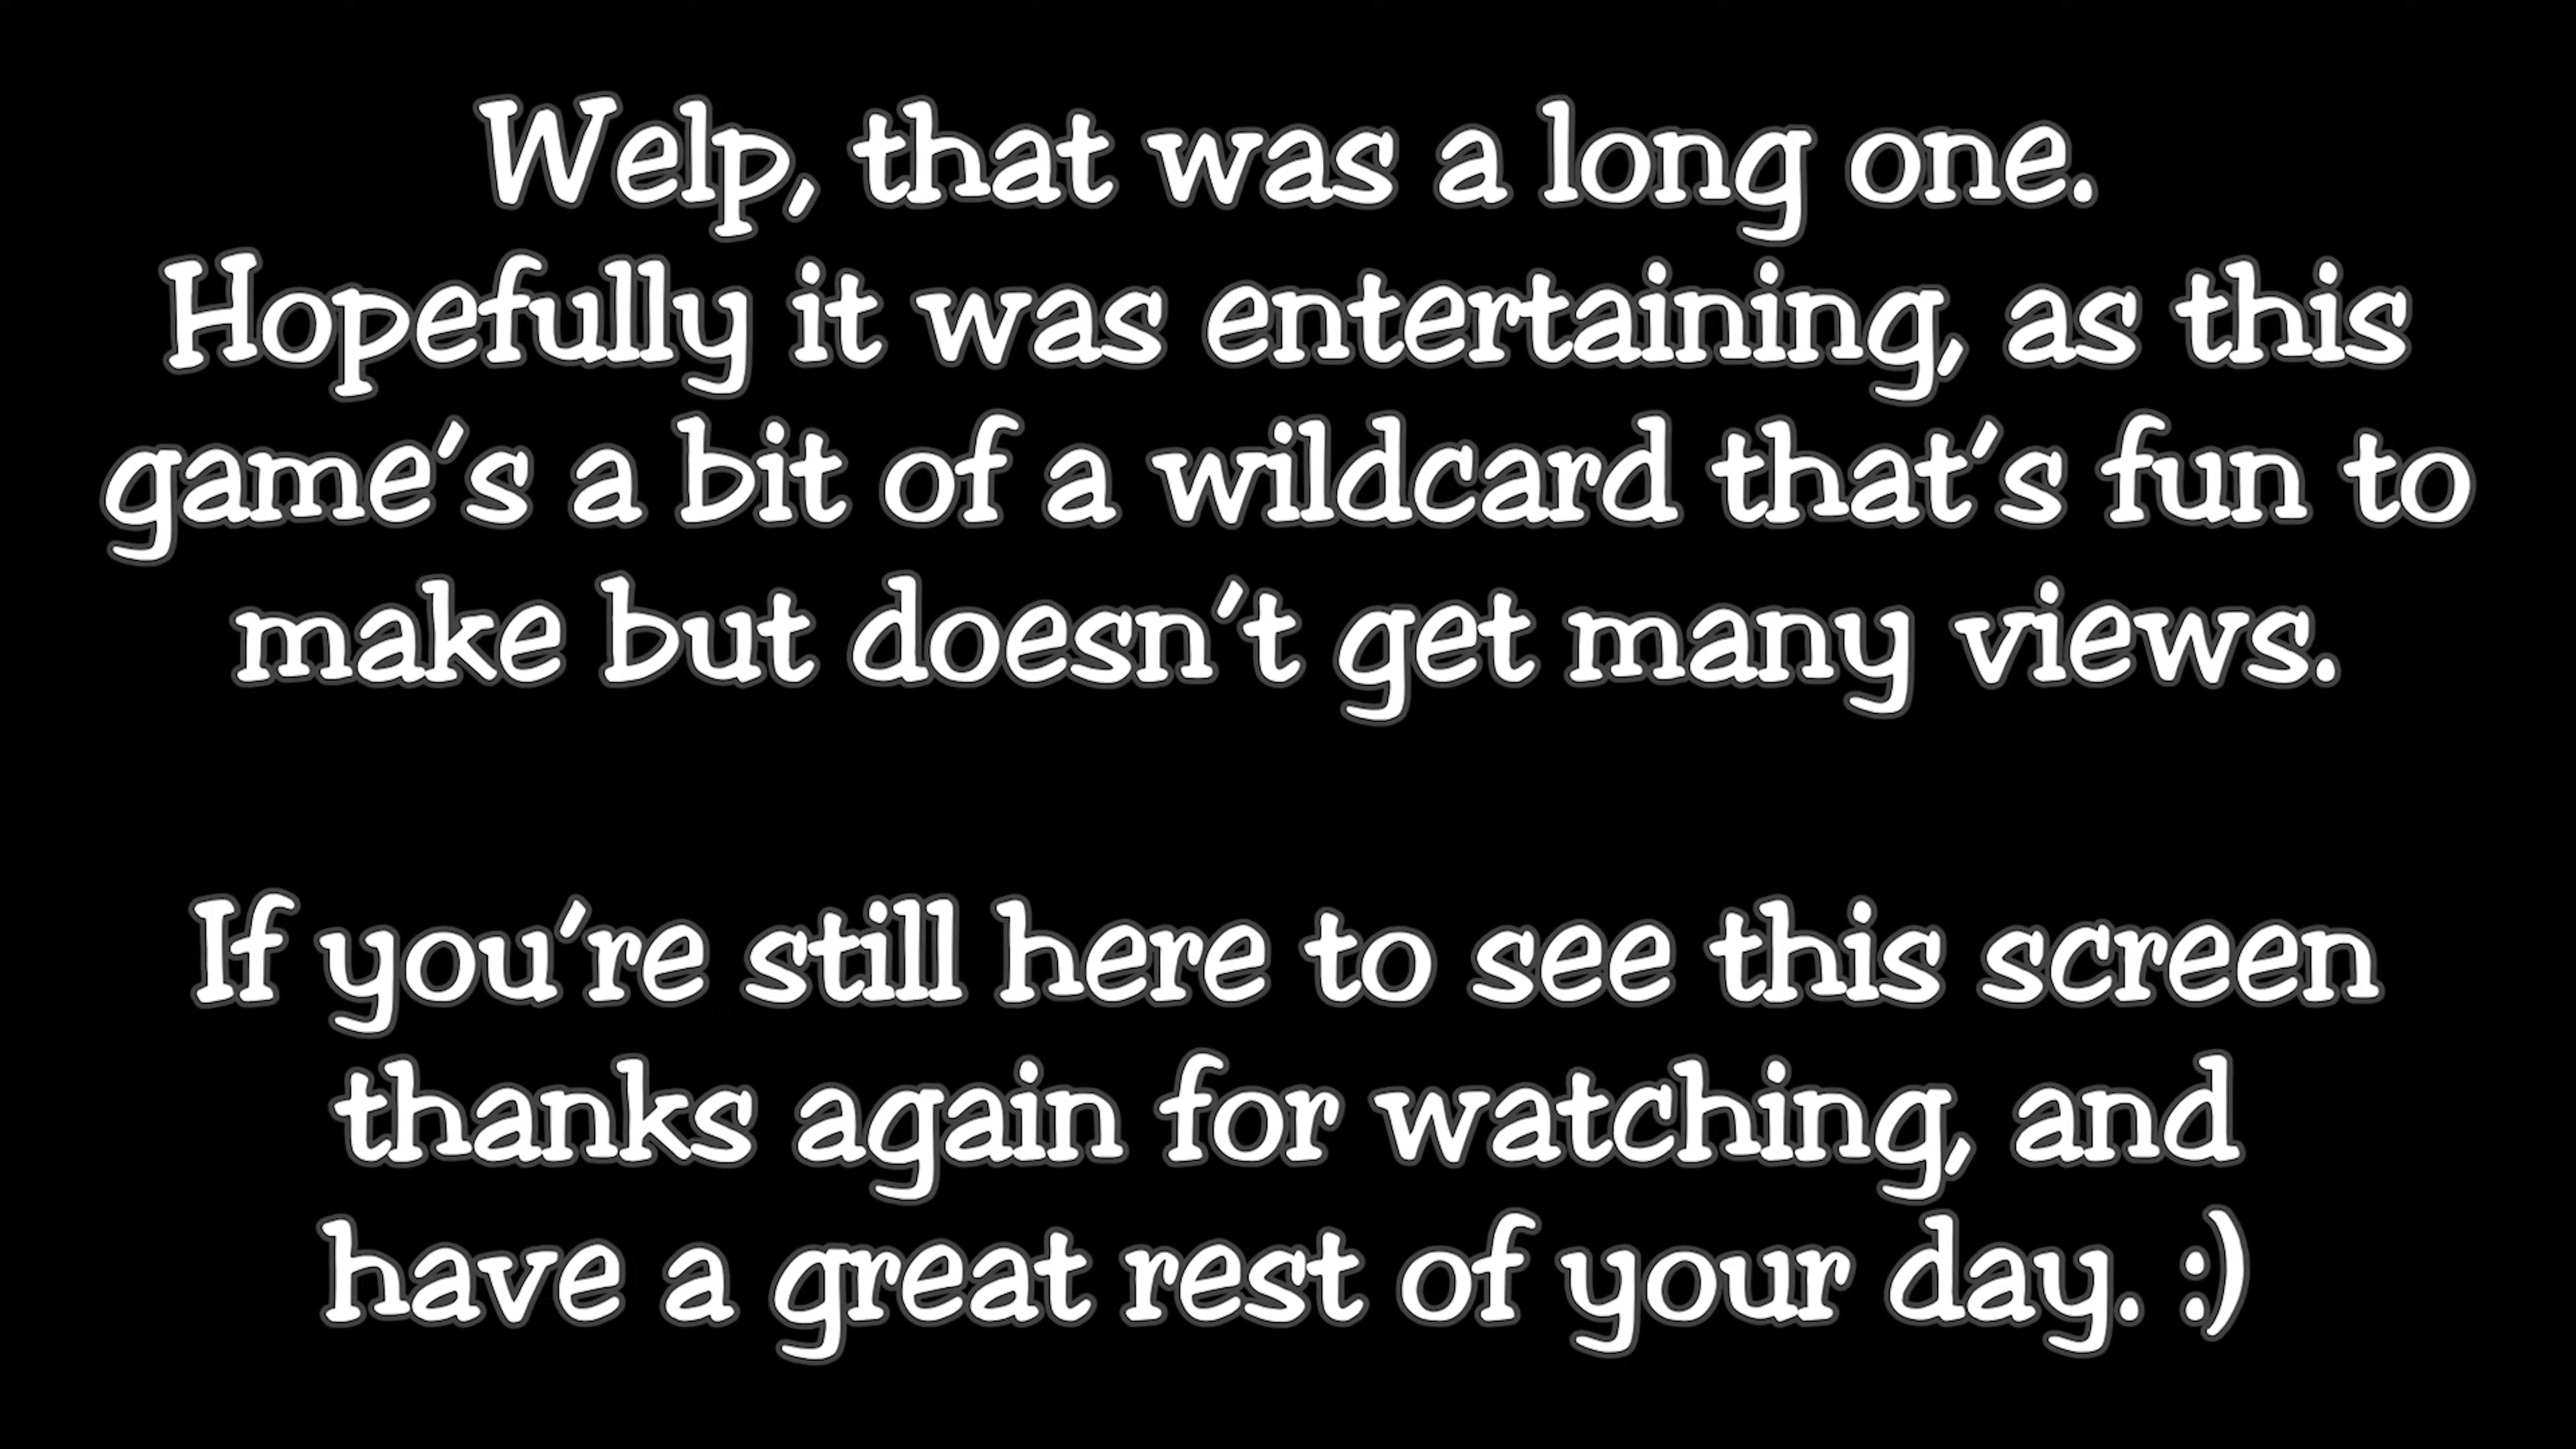 Welp, that was a long one.
Hopefully it was entertaining, as this
game's a bit of a wildcard that's fun to
make but doesn't get many views.
If you're still here to see this screen
thanks again for watching, and
have a great rest of your day. :)